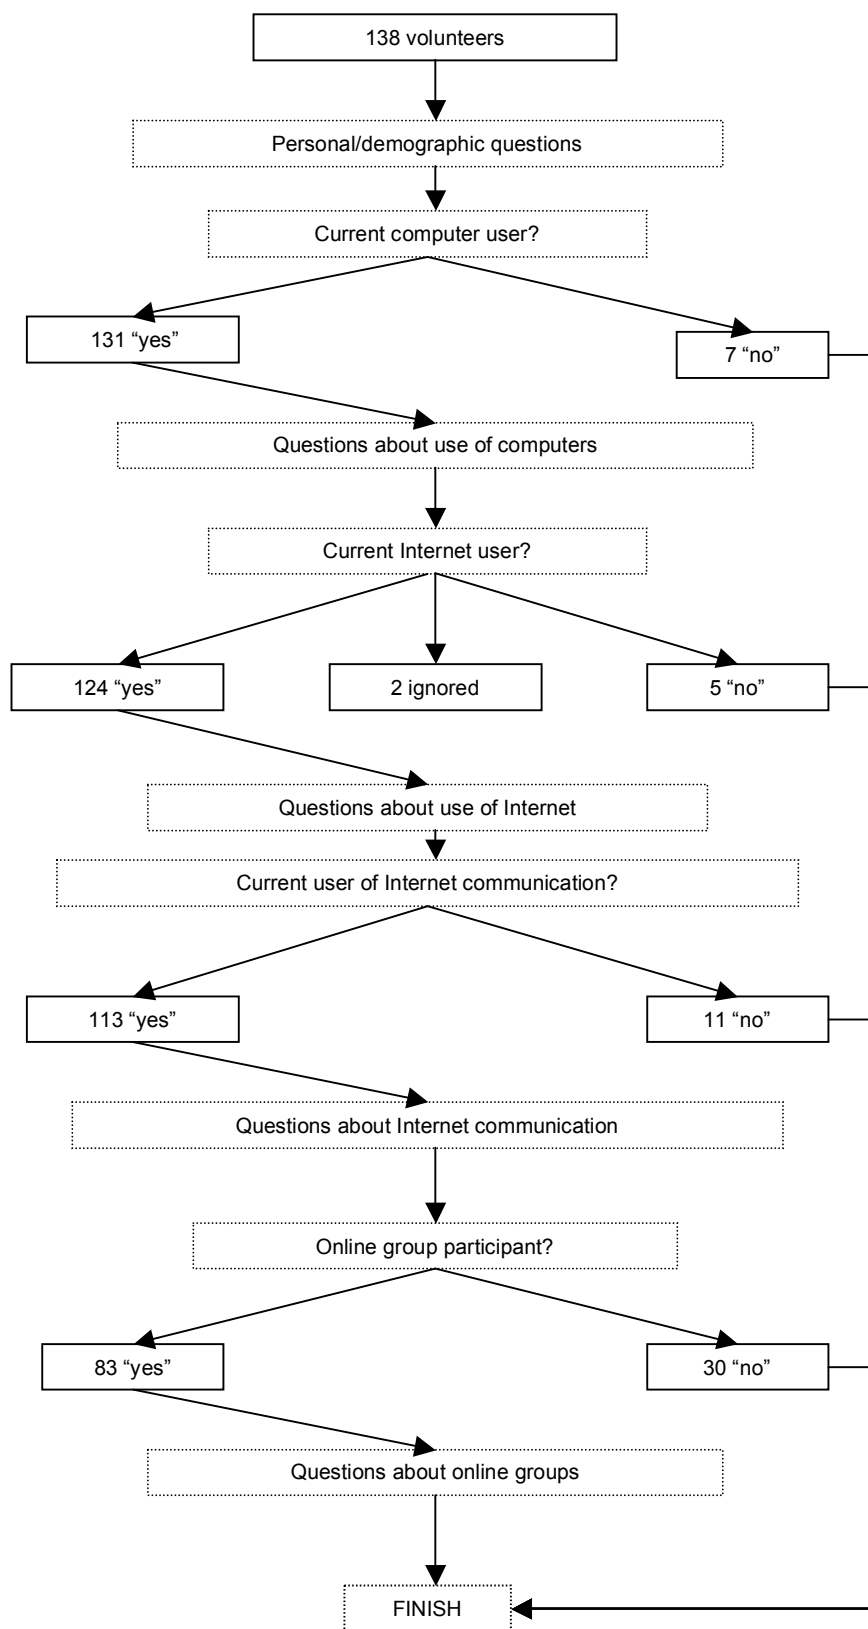 138 volunteers
Personal/demographic questions
Current computer user?
131 “yes”
7 “no”
Questions about use of computers
Current Internet user?
124 “yes”
2 ignored
5 “no”
Questions about use of Internet
Current user of Internet communication?
113 “yes”
11 “no”
Questions about Internet communication
Online group participant?
83 “yes”
30 “no”
Questions about online groups
FINISH